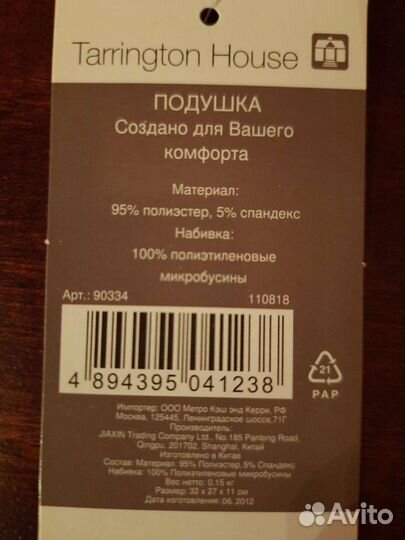 Tarrington House
ПОДУШКА
Создано для Вашего
комфорта
Материал:
95% полиэстер, 5% спандекс
Набивка:
100% полиэтиленовые
микробусины
Арт.: 90334 110818
4 894395 041238
21
PAP
Импортер: ООО Метро Кэш энд Керри, РФ
Москва, 125445, Ленинградское шоссе,71Г
Производитель:
JIAXIN Trading Company Ltd., No.185 Panlong Road,
Qingpu, 201702, Shanghai, Китай
Изготовлено в Китае
Состав: Материал: 95% Полиэстер, 5% Спандекс
Набивка: 100% Полиэтиленовые микробусины
Вес нетто: 0,15 кг
Размер: 32 x 27 x 11 см
Дата изготовления: 06. 2012
Avito